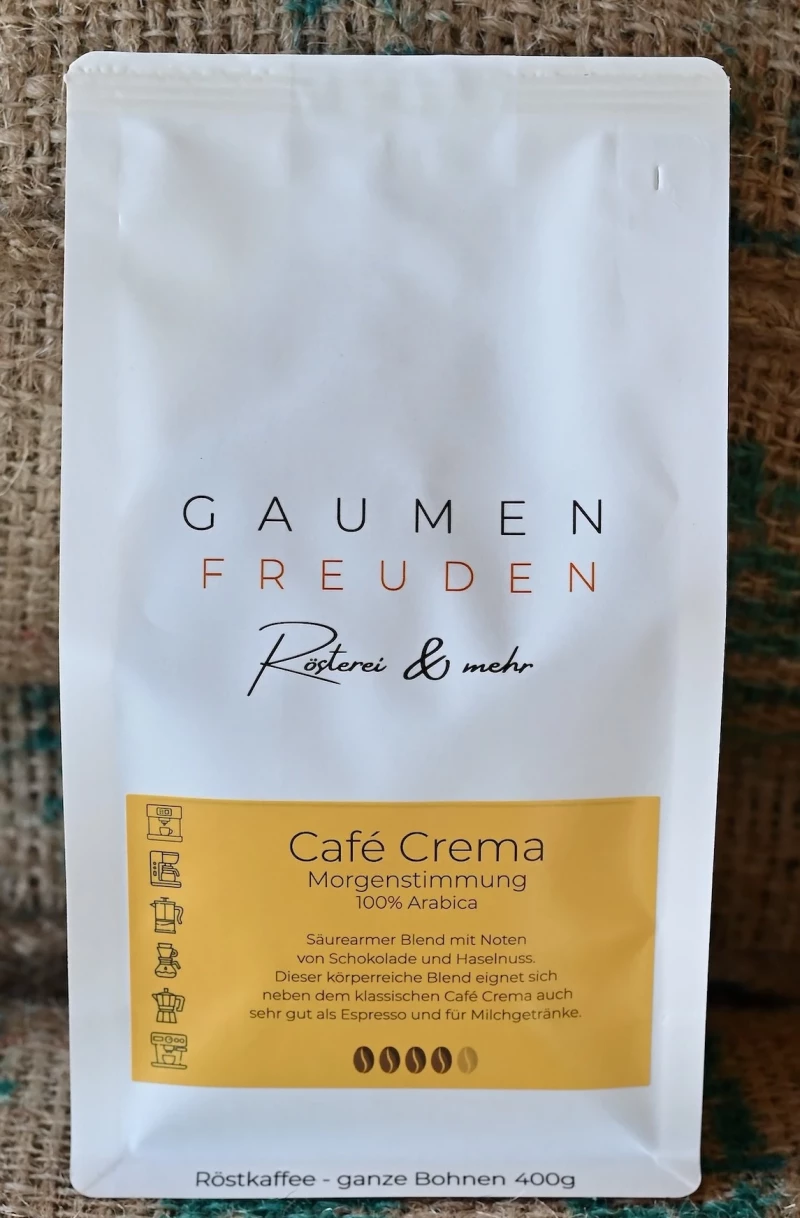 GAUMEN
FREUDEN
Rösterei & mehr
Café Crema
Morgenstimmung
100% Arabica
Säurearmer Blend mit Noten
von Schokolade und Haselnuss.
Dieser körperreiche Blend eignet sich
neben dem klassischen Café Crema auch
sehr gut als Espresso und für Milchgetränke.
Röstkaffee - ganze Bohnen 400g